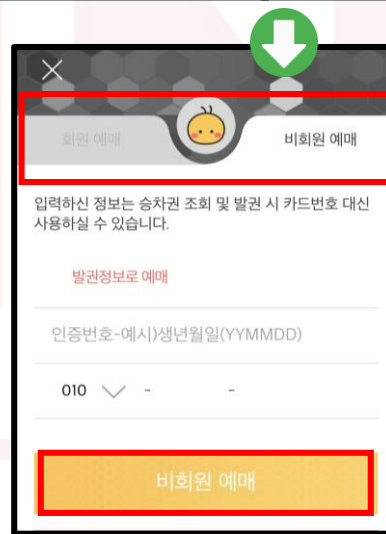 회원 예매
비회원 예매
입력하신 정보는 승차권 조회 및 발권 시 카드번호 대신
사용하실 수 있습니다.
발권정보로 예매
인증번호-예시)생년월일(YYMMDD)
010 - -
비회원 예매